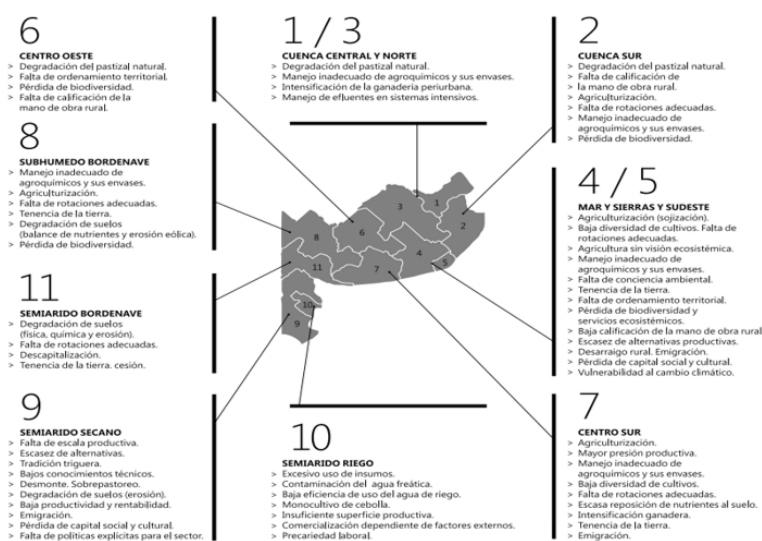 6
CENTRO OESTE
> Degradación del pastizal natural.
> Falta de ordenamiento territorial.
> Pérdida de biodiversidad.
> Falta de calificación de la
mano de obra rural.
1 / 3
CUENCA CENTRAL Y NORTE
> Degradación del pastizal natural.
> Manejo inadecuado de agroquímicos y sus envases.
> Intensificación de la ganadería periurbana.
> Manejo de efluentes en sistemas intensivos.
2
CUENCA SUR
> Degradación del pastizal natural.
> Falta de calificación de
> la mano de obra rural.
> Agriculturización.
> Falta de rotaciones adecuadas.
> Manejo inadecuado de
agroquímicos y sus envases.
> Pérdida de biodiversidad.
8
SUBHUMEDO BORDENAVE
> Manejo inadecuado de
agroquímicos y sus envases.
> Agriculturización.
> Falta de rotaciones adecuadas.
> Tenencia de la tierra.
> Degradación de suelos
(balance de nutrientes y erosión eólica).
> Pérdida de biodiversidad.
4 / 5
MAR Y SIERRAS Y SUDESTE
> Agriculturización (sojización).
> Baja diversidad de cultivos. Falta de
rotaciones adecuadas.
> Agricultura sin visión ecosistémica.
> Manejo inadecuado de
agroquímicos y sus envases.
> Falta de conciencia ambiental.
> Tenencia de la tierra.
> Falta de ordenamiento territorial.
> Pérdida de biodiversidad y
servicios ecosistémicos.
> Baja calificación de la mano de obra rural
> Escasez de alternativas productivas.
> Desarraigo rural. Emigración.
> Pérdida de capital social y cultural.
> Vulnerabilidad al cambio climático.
3
1
2
6
8
4
5
7
11
10
9
11
SEMIARIDO BORDENAVE
> Degradación de suelos
(física, química y erosión).
> Falta de rotaciones adecuadas.
> Descapitalización.
> Tenencia de la tierra. cesión.
9
SEMIARIDO SECANO
> Falta de escala productiva.
> Escasez de alternativas.
> Tradición triguera.
> Bajos conocimientos técnicos.
> Desmonte. Sobrepastoreo.
> Degradación de suelos (erosión).
> Baja productividad y rentabilidad.
> Emigración.
> Pérdida de capital social y cultural.
> Falta de políticas explícitas para el sector.
10
SEMIARIDO RIEGO
> Excesivo uso de insumos.
> Contaminación del agua freática.
> Baja eficiencia de uso del agua de riego.
> Monocultivo de cebolla.
> Insuficiente superficie productiva.
> Comercialización dependiente de factores externos.
> Precariedad laboral.
7
CENTRO SUR
> Agriculturización.
> Mayor presión productiva.
> Manejo inadecuado de
agroquímicos y sus envases.
> Baja diversidad de cultivos.
> Falta de rotaciones adecuadas.
> Escasa reposición de nutrientes al suelo.
> Intensificación ganadera.
> Tenencia de la tierra.
> Emigración.